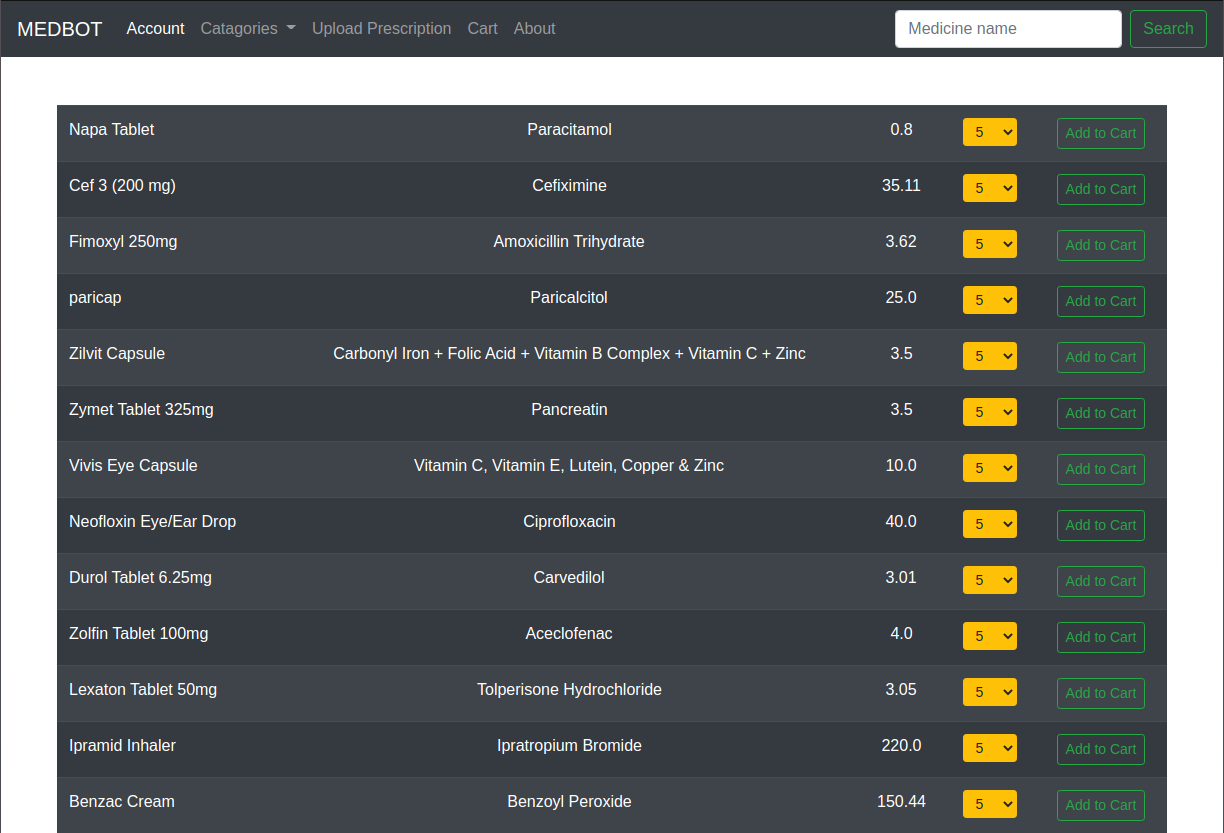 MEDBOT Account Catagories Upload Prescription Cart About Medicine name Search
Napa Tablet Paracitamol 0.8 5 Add to Cart
Cef 3 (200 mg) Cefiximine 35.11 5 Add to Cart
Fimoxyl 250mg Amoxicillin Trihydrate 3.62 5 Add to Cart
paricap Paricalcitol 25.0 5 Add to Cart
Zilvit Capsule Carbonyl Iron + Folic Acid + Vitamin B Complex + Vitamin C + Zinc 3.5 5 Add to Cart
Zymet Tablet 325mg Pancreatin 3.5 5 Add to Cart
Vivis Eye Capsule Vitamin C, Vitamin E, Lutein, Copper & Zinc 10.0 5 Add to Cart
Neofloxin Eye/Ear Drop Ciprofloxacin 40.0 5 Add to Cart
Durol Tablet 6.25mg Carvedilol 3.01 5 Add to Cart
Zolfin Tablet 100mg Aceclofenac 4.0 5 Add to Cart
Lexaton Tablet 50mg Tolperisone Hydrochloride 3.05 5 Add to Cart
Ipramid Inhaler Ipratropium Bromide 220.0 5 Add to Cart
Benzac Cream Benzoyl Peroxide 150.44 5 Add to Cart